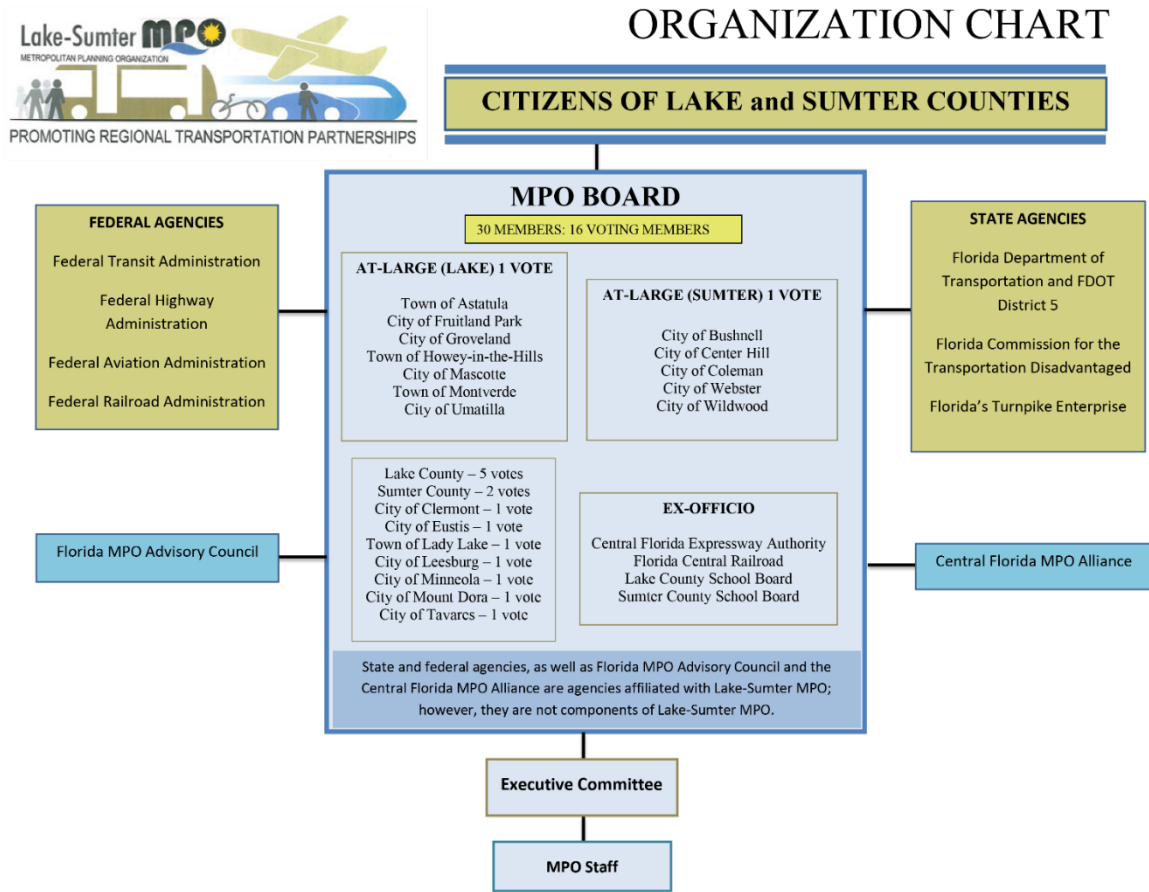 Lake-Sumter MPO
METROPOLITAN PLANNING ORGANIZATION
PROMOTING REGIONAL TRANSPORTATION PARTNERSHIPS
ORGANIZATION CHART
CITIZENS OF LAKE and SUMTER COUNTIES
FEDERAL AGENCIES
Federal Transit Administration
Federal Highway
Administration
Federal Aviation Administration
Federal Railroad Administration
MPO BOARD
30 MEMBERS: 16 VOTING MEMBERS
AT-LARGE (LAKE) 1 VOTE
Town of Astatula
City of Fruitland Park
City of Groveland
Town of Howey-in-the-Hills
City of Mascotte
Town of Montverde
City of Umatilla
AT-LARGE (SUMTER) 1 VOTE
City of Bushnell
City of Center Hill
City of Coleman
City of Webster
City of Wildwood
STATE AGENCIES
Florida Department of
Transportation and FDOT
District 5
Florida Commission for the
Transportation Disadvantaged
Florida's Turnpike Enterprise
Florida MPO Advisory Council
Lake County – 5 votes
Sumter County – 2 votes
City of Clermont – 1 vote
City of Eustis – 1 vote
Town of Lady Lake – 1 vote
City of Leesburg – 1 vote
City of Minneola – 1 vote
City of Mount Dora – 1 vote
City of Tavares – 1 vote
EX-OFFICIO
Central Florida Expressway Authority
Florida Central Railroad
Lake County School Board
Sumter County School Board
Central Florida MPO Alliance
State and federal agencies, as well as Florida MPO Advisory Council and the
Central Florida MPO Alliance are agencies affiliated with Lake-Sumter MPO;
however, they are not components of Lake-Sumter MPO.
Executive Committee
MPO Staff